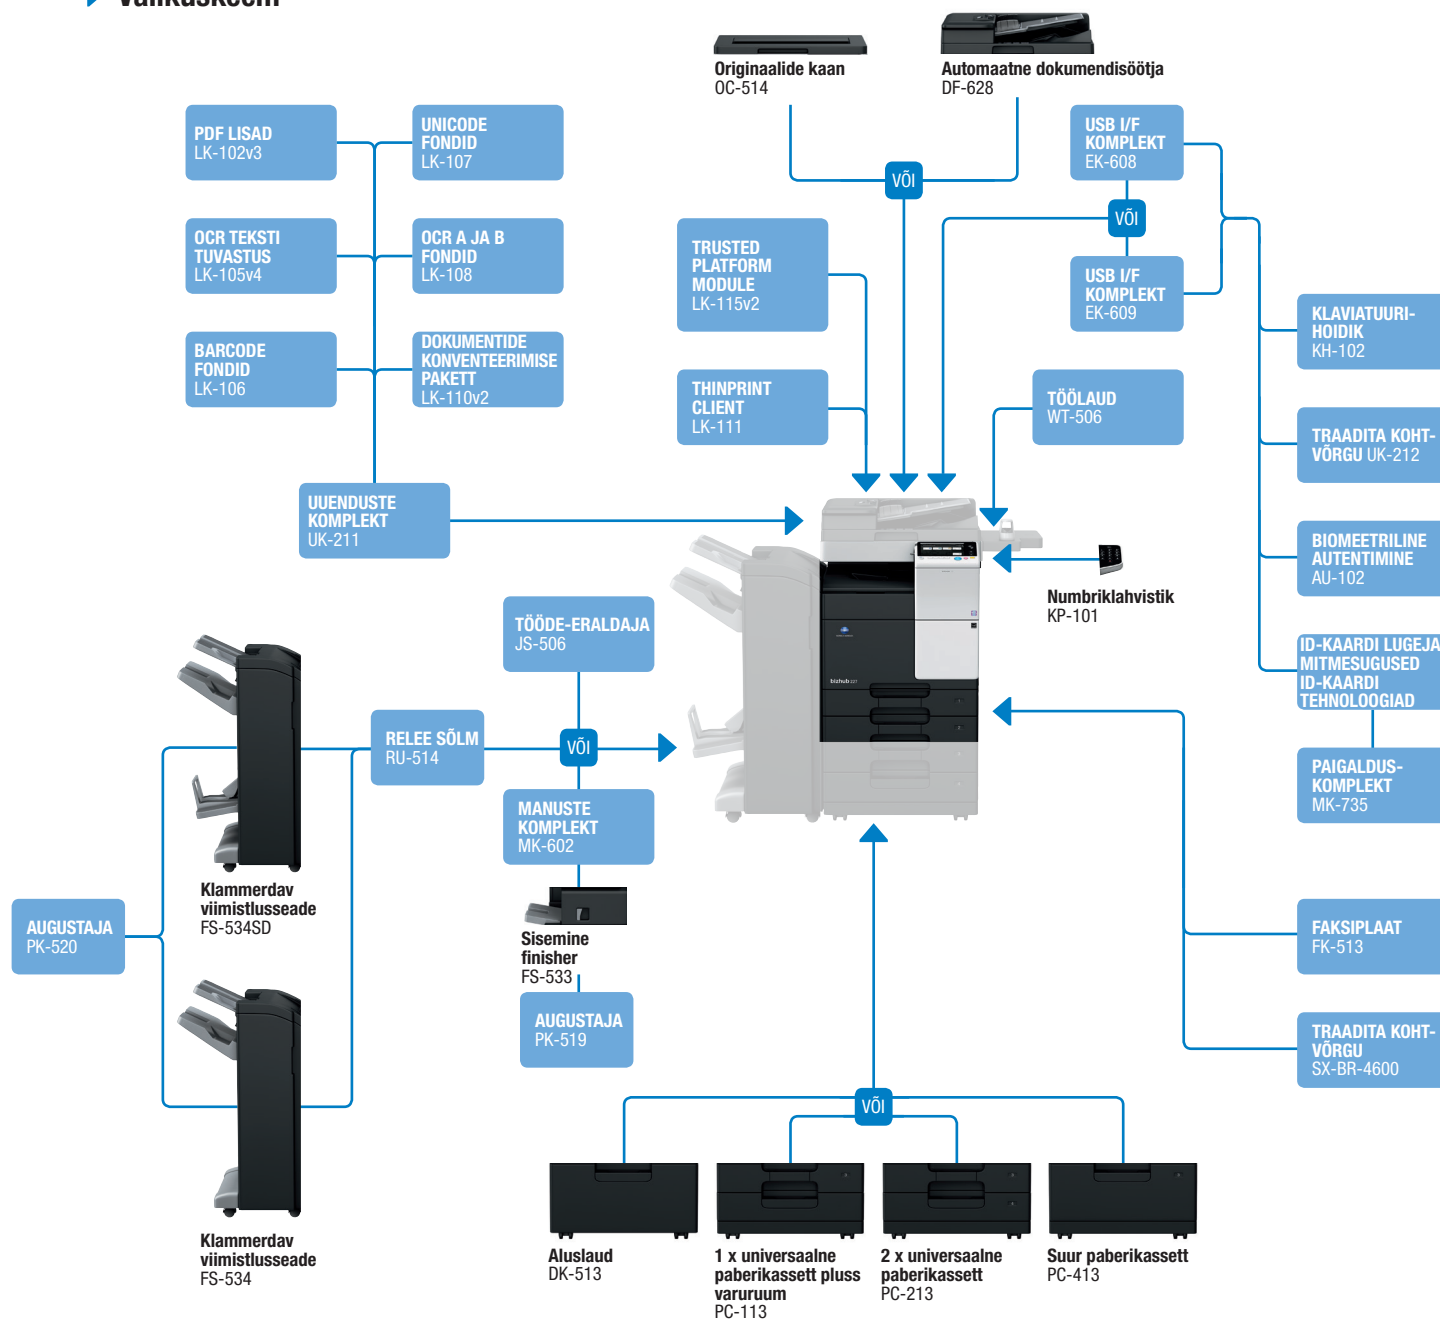 Valikuskeem
Originaalide kaan
OC-514
Automaatne dokumendisöötja
DF-628
PDF LISAD
LK-102v3
UNICODE
FONDID
LK-107
USB I/F
KOMPLEKT
EK-608
VÕI
VÕI
OCR TEKSTI
TUVASTUS
LK-105v4
OCR A JA B
FONDID
LK-108
TRUSTED
PLATFORM
MODULE
LK-115v2
USB I/F
KOMPLEKT
EK-609
KLAVIATUURI-
HOIDIK
KH-102
BARCODE
FONDID
LK-106
DOKUMENTIDE
KONVENTEERIMISE
PAKETT
LK-110v2
THINPRINT
CLIENT
LK-111
TÖÖLAUD
WT-506
TRAADITA KOHT-
VÕRGU UK-212
UUENDUSTE
KOMPLEKT
UK-211
BIOMEETRILINE
AUTENTIMINE
AU-102
Numbriklahvistik
KP-101
TÖÖDE-ERALDAJA
JS-506
ID-KAARDI LUGEJA
MITMESUGUSED
ID-KAARDI
TEHNOLOOGIAD
bizhub 227
RELEE SÕLM
RU-514
VÕI
PAIGALDUS-
KOMPLEKT
MK-735
MANUSTE
KOMPLEKT
MK-602
Klammerdav
viimistlusseade
FS-534SD
AUGUSTAJA
PK-520
Sisemine
finisher
FS-533
FAKSIPLAAT
FK-513
AUGUSTAJA
PK-519
TRAADITA KOHT-
VÕRGU
SX-BR-4600
VÕI
Klammerdav
viimistlusseade
FS-534
Aluslaud
DK-513
1 x universaalne
paberikassett pluss
varuruum
PC-113
2 x universaalne
paberikassett
PC-213
Suur paberikassett
PC-413